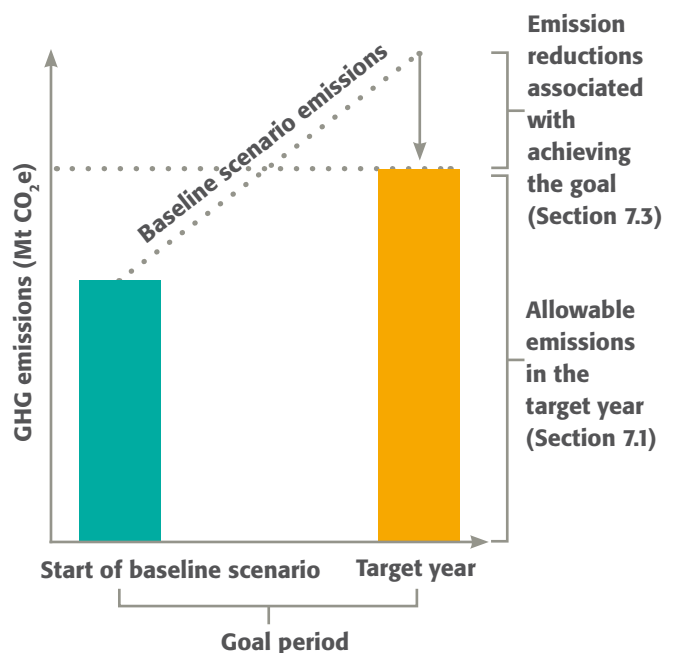 Emission
reductions
associated
with
achieving
the goal
(Section 7.3)
Baseline scenario emissions
GHG emissions (Mt CO₂e)
Allowable
emissions
in the
target year
(Section 7.1)
Start of baseline scenario
Target year
Goal period